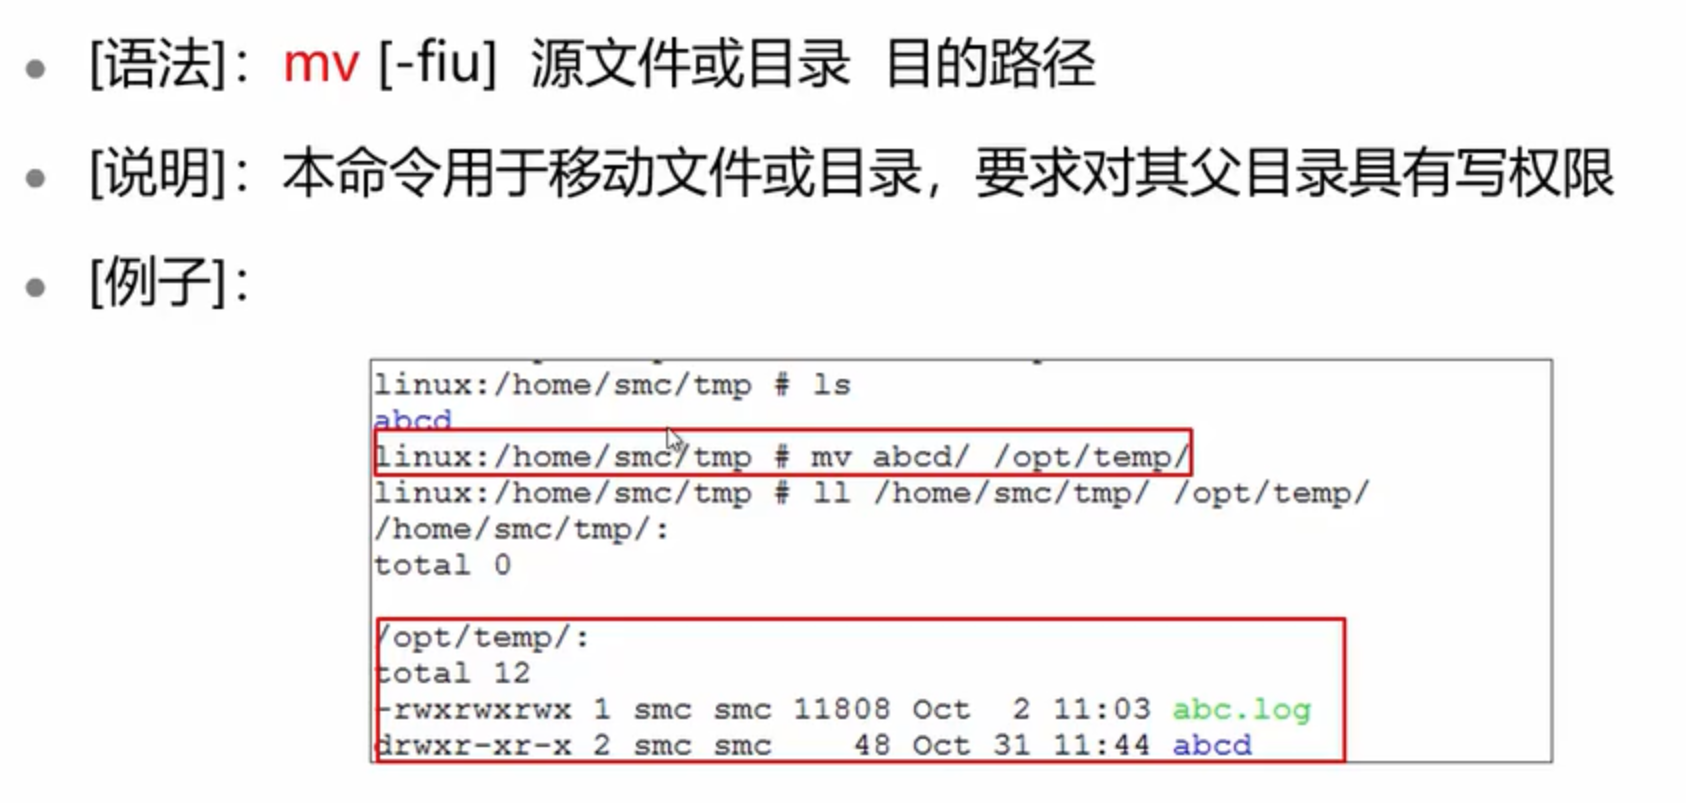 [语法]：mv [-fiu] 源文件或目录 目的路径
[说明]：本命令用于移动文件或目录，要求对其父目录具有写权限
[例子]：
linux:/home/smc/tmp # ls
abcd
linux:/home/smc/tmp # mv abcd/ /opt/temp/
linux:/home/smc/tmp # ll /home/smc/tmp/ /opt/temp/
/home/smc/tmp/:
total 0
/opt/temp/:
total 12
-rwxrwxrwx 1 smc smc 11808 Oct  2 11:03 abc.log
drwxr-xr-x 2 smc smc    48 Oct 31 11:44 abcd